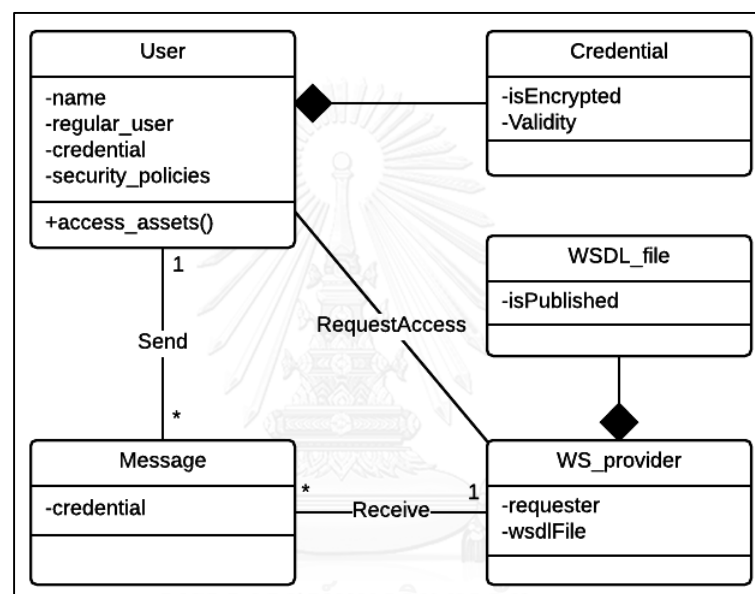 User
-name
-regular_user
-credential
-security_policies
+access_assets()
Credential
-isEncrypted
-Validity
WSDL_file
-isPublished
1
Send
*
RequestAccess
Message
-credential
*
Receive
1
WS_provider
-requester
-wsdlFile